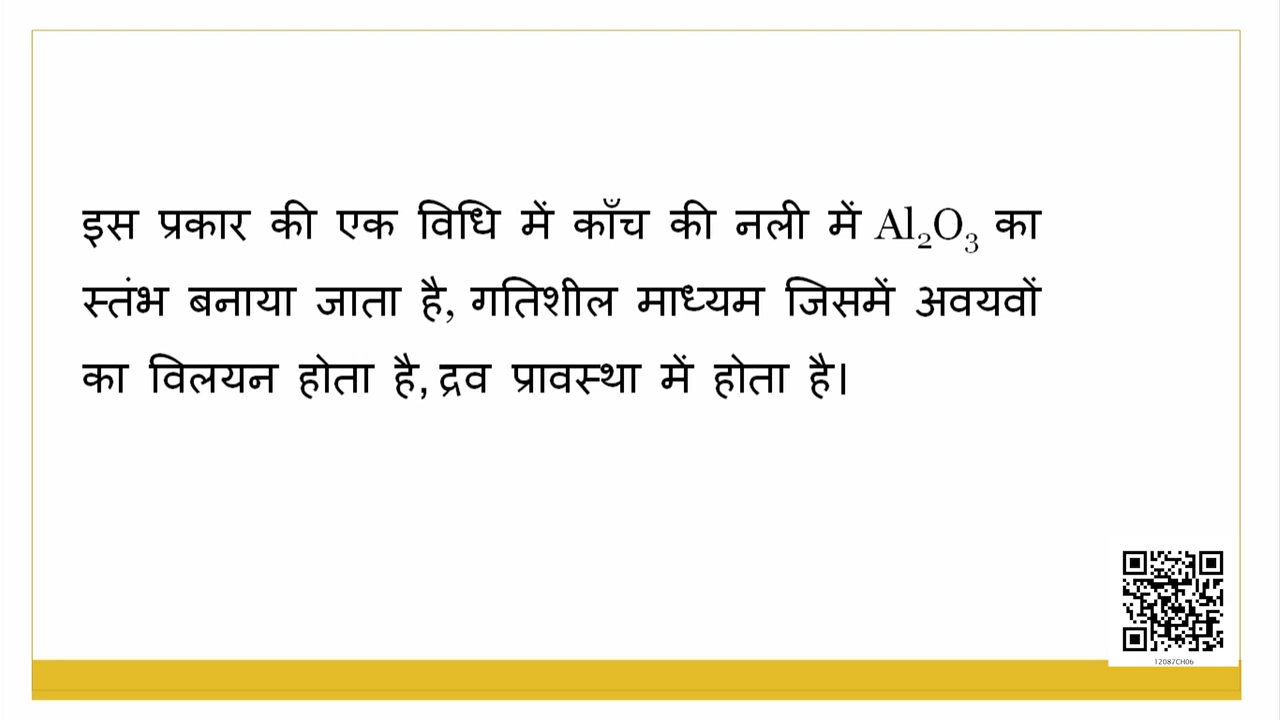 इस प्रकार की एक विधि में काँच की नली में Al₂O₃ का
स्तंभ बनाया जाता है, गतिशील माध्यम जिसमें अवयवों
का विलयन होता है, द्रव प्रावस्था में होता है।
12087CH06